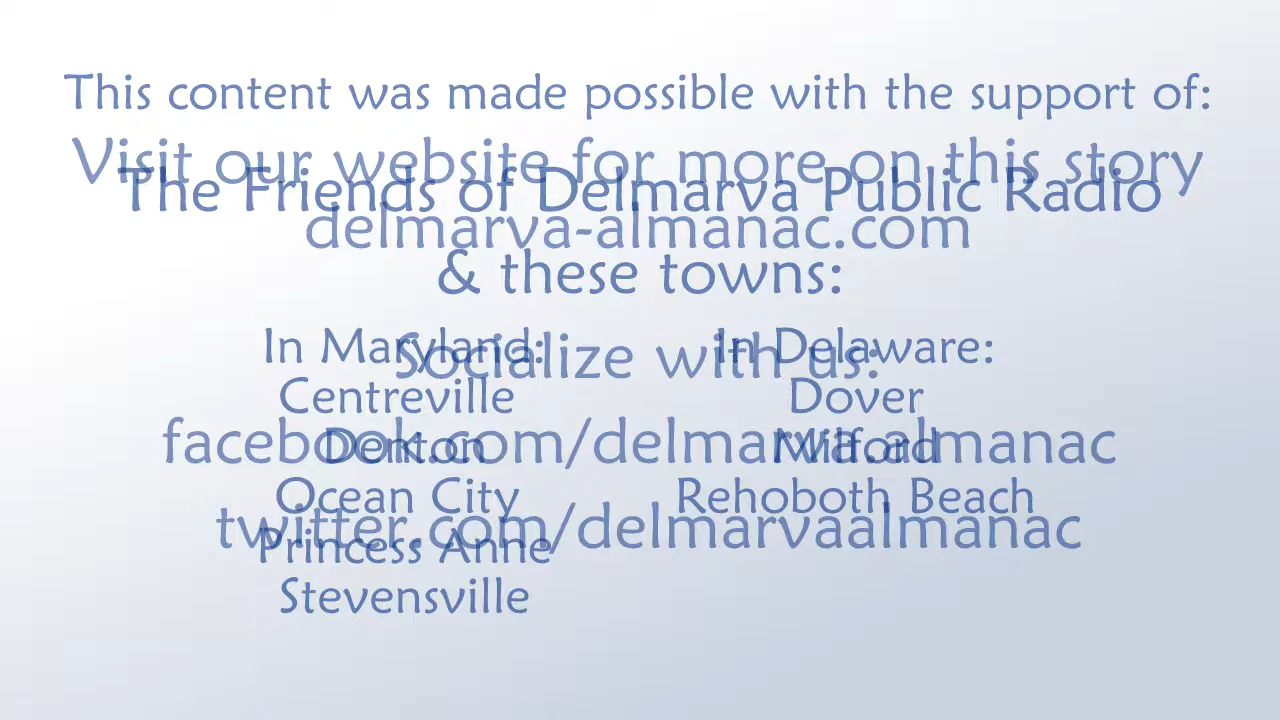 This content was made possible with the support of:
Visit our website for more on this story
The Friends of Delmarva Public Radio
delmarva-almanac.com
& these towns:
In Maryland:
In Delaware:
Socialize with us:
Centreville
Dover
facebook.com/delmarva.almanac
Denton
Milford
Ocean City
Rehoboth Beach
twitter.com/delmarvaalmanac
Princess Anne
Stevensville